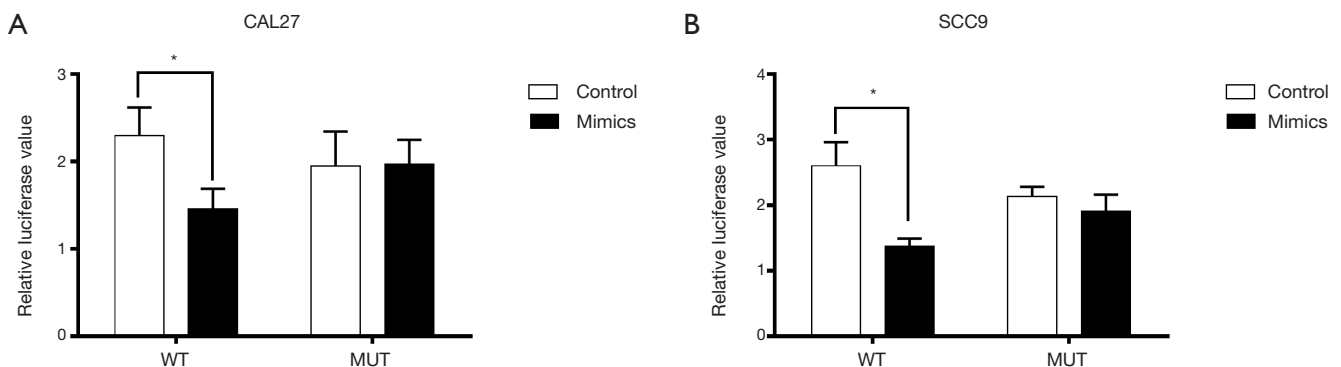 A
CAL27
Relative luciferase value
3
2
1
0
*
WT
MUT
Control
Mimics
B
SCC9
Relative luciferase value
4
3
2
1
0
*
WT
MUT
Control
Mimics